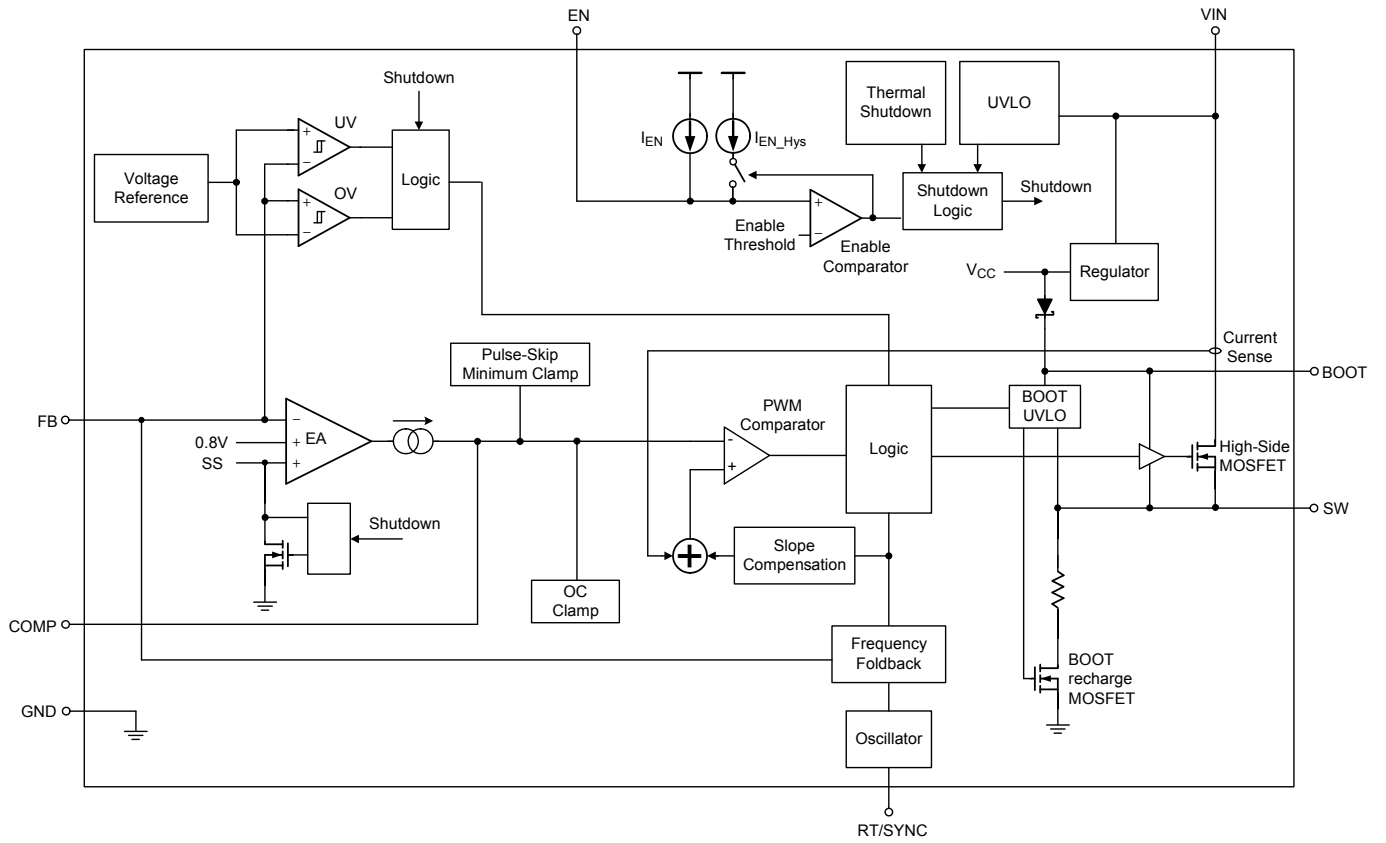 EN
VIN
Shutdown
UV
Voltage
Reference
Logic
OV
I_EN
I_EN_Hys
Thermal
Shutdown
UVLO
Shutdown
Logic
Shutdown
Enable
Threshold
Enable
Comparator
V_CC
Regulator
Current
Sense
BOOT
Pulse-Skip
Minimum Clamp
FB
EA
0.8V
SS
PWM
Comparator
Logic
BOOT
UVLO
High-Side
MOSFET
SW
Shutdown
Slope
Compensation
OC
Clamp
COMP
Frequency
Foldback
BOOT
recharge
MOSFET
GND
Oscillator
RT/SYNC